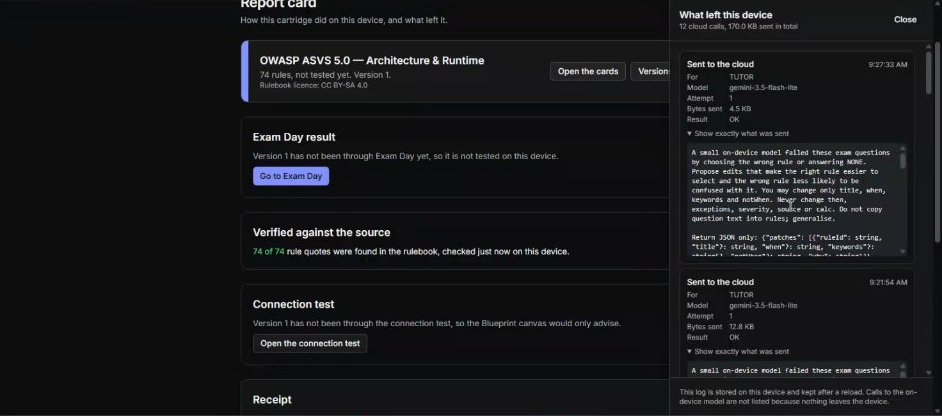 Report card
How this cartridge did on this device, and what left it.
OWASP ASVS 5.0 — Architecture & Runtime
74 rules, not tested yet. Version 1.
Rulebook licence: CC BY-SA 4.0
Open the cards
Version
Exam Day result
Version 1 has not been through Exam Day yet, so it is not tested on this device.
Go to Exam Day
Verified against the source
74 of 74 rule quotes were found in the rulebook, checked just now on this device.
Connection test
Version 1 has not been through the connection test, so the Blueprint canvas would only advise.
Open the connection test
Receipt
What left this device
12 cloud calls, 170.0 KB sent in total
Close
Sent to the cloud 9:27:33 AM
For TUTOR
Model gemini-3.5-flash-lite
Attempt 1
Bytes sent 4.5 KB
Result OK
▼ Show exactly what was sent
A small on-device model failed these exam questions
by choosing the wrong rule or answering NONE.
Propose edits that make the right rule easier to
select and the wrong rule less likely to be
confused with it. You may change only title, when,
keywords and notWhen. Never change then,
exceptions, severity, source or calc. Do not copy
question text into rules; generalise.
Return JSON only: {"patches": [{"ruleId": string,
"title"?: string, "when"?: string, "keywords"?:
Sent to the cloud 9:21:54 AM
For TUTOR
Model gemini-3.5-flash-lite
Attempt 1
Bytes sent 12.8 KB
Result OK
▼ Show exactly what was sent
A small on-device model failed these exam questions
This log is stored on this device and kept after a reload. Calls to the on-
device model are not listed because nothing leaves the device.